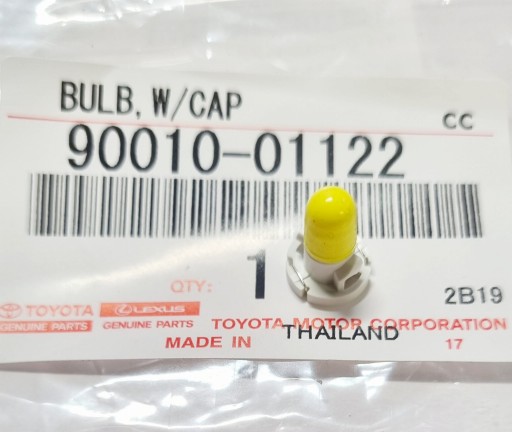 BULB, W/CAP
CC
90010-01122
QTY: 1
2B19
TOYOTA
GENUINE PARTS
LEXUS
GENUINE PARTS
TOYOTA MOTOR CORPORATION
MADE IN THAILAND 17